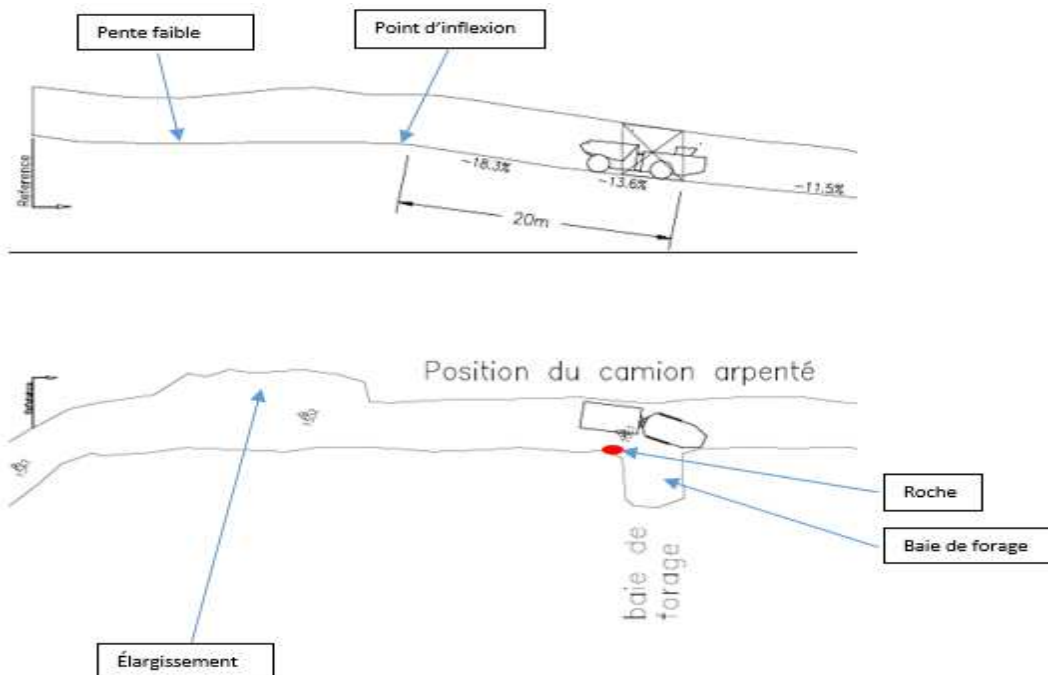 Pente faible
Point d'inflexion
Reference
~18.3%
~13.6%
~11.5%
20m
Position du camion arpenté
Roche
Baie de forage
baie de
forage
Élargissement